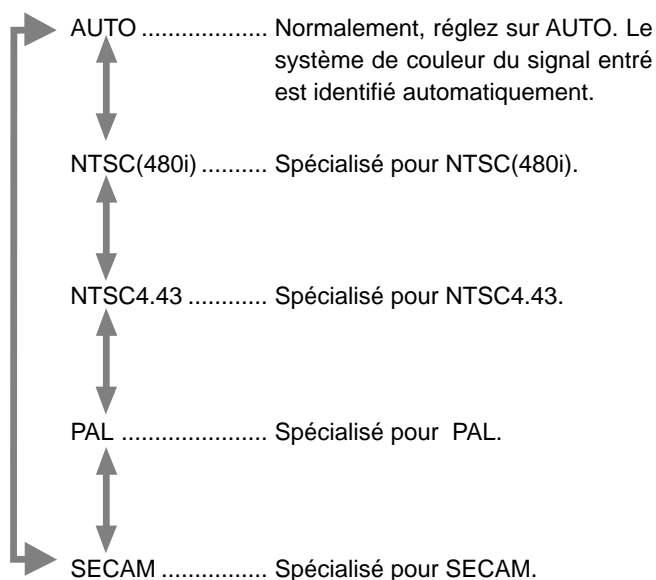 AUTO ................... Normalement, réglez sur AUTO. Le
système de couleur du signal entré
est identifié automatiquement.
NTSC(480i) .......... Spécialisé pour NTSC(480i).
NTSC4.43 ............ Spécialisé pour NTSC4.43.
PAL ...................... Spécialisé pour  PAL.
SECAM ................ Spécialisé pour SECAM.